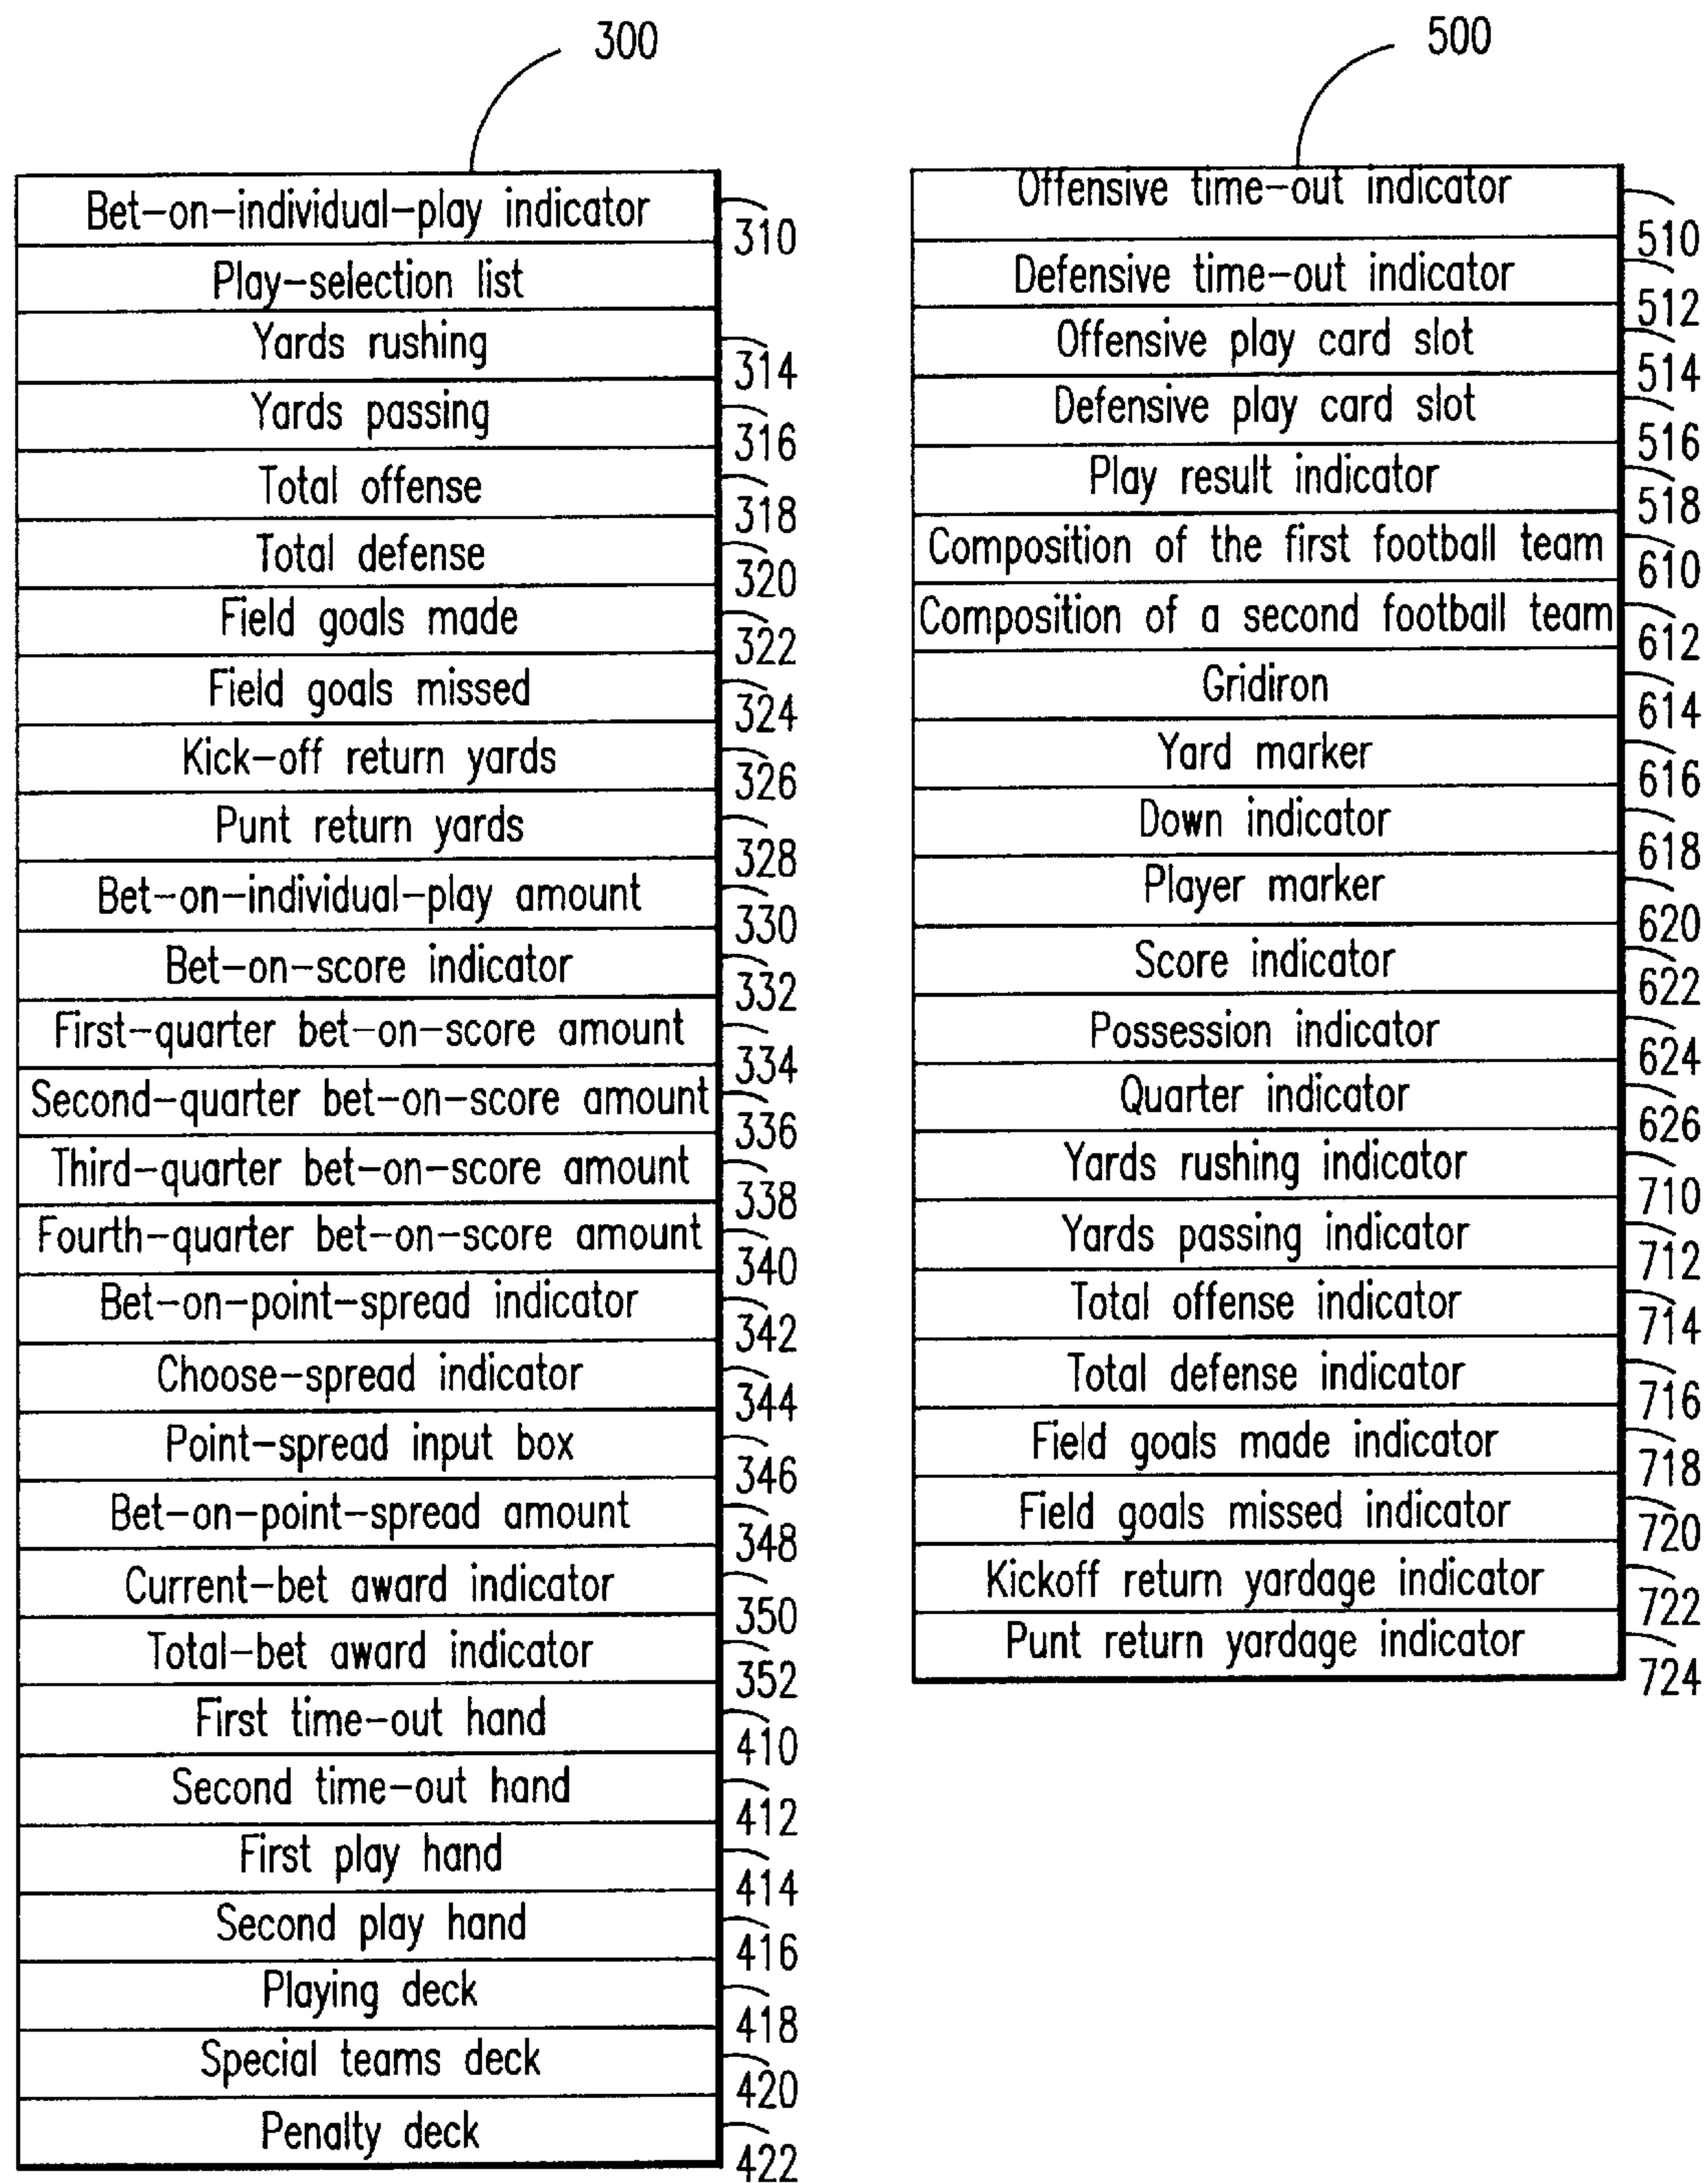 300
Bet-on-individual-play indicator
310
Play-selection list
Yards rushing
314
Yards passing
316
Total offense
318
Total defense
320
Field goals made
322
Field goals missed
324
Kick-off return yards
326
Punt return yards
328
Bet-on-individual-play amount
330
Bet-on-score indicator
332
First-quarter bet-on-score amount
334
Second-quarter bet-on-score amount
336
Third-quarter bet-on-score amount
338
Fourth-quarter bet-on-score amount
340
Bet-on-point-spread indicator
342
Choose-spread indicator
344
Point-spread input box
346
Bet-on-point-spread amount
348
Current-bet award indicator
350
Total-bet award indicator
352
First time-out hand
410
Second time-out hand
412
First play hand
414
Second play hand
416
Playing deck
418
Special teams deck
420
Penalty deck
422
500
Offensive time-out indicator
510
Defensive time-out indicator
512
Offensive play card slot
514
Defensive play card slot
516
Play result indicator
518
Composition of the first football team
610
Composition of a second football team
612
Gridiron
614
Yard marker
616
Down indicator
618
Player marker
620
Score indicator
622
Possession indicator
624
Quarter indicator
626
Yards rushing indicator
710
Yards passing indicator
712
Total offense indicator
714
Total defense indicator
716
Field goals made indicator
718
Field goals missed indicator
720
Kickoff return yardage indicator
722
Punt return yardage indicator
724